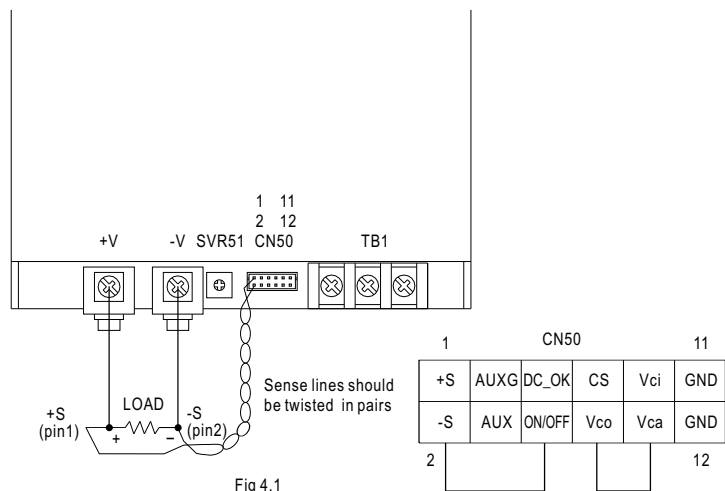 1 11
2 12
+V -V SVR51 CN50 TB1
1 CN50 11
+S AUXG DC_OK CS Vci GND
-S AUX ON/OFF Vco Vca GND
2 12
Sense lines should
be twisted in pairs
+S
(pin1)
LOAD
+ −
-S
(pin2)
Fig 4.1